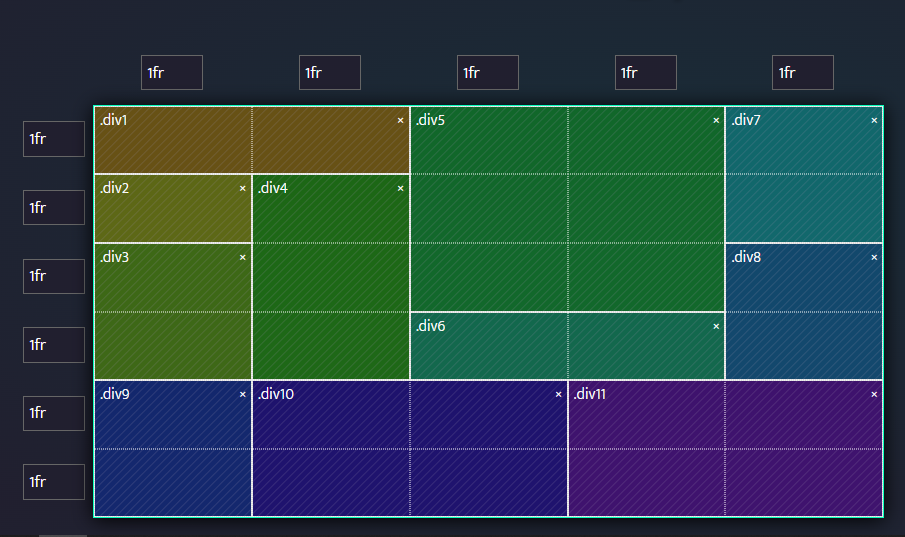 1fr 1fr 1fr 1fr 1fr
1fr .div1 × .div5 × .div7 ×
1fr .div2 × .div4 ×
1fr .div3 × .div8 ×
1fr .div6 ×
1fr .div9 × .div10 × .div11 ×
1fr